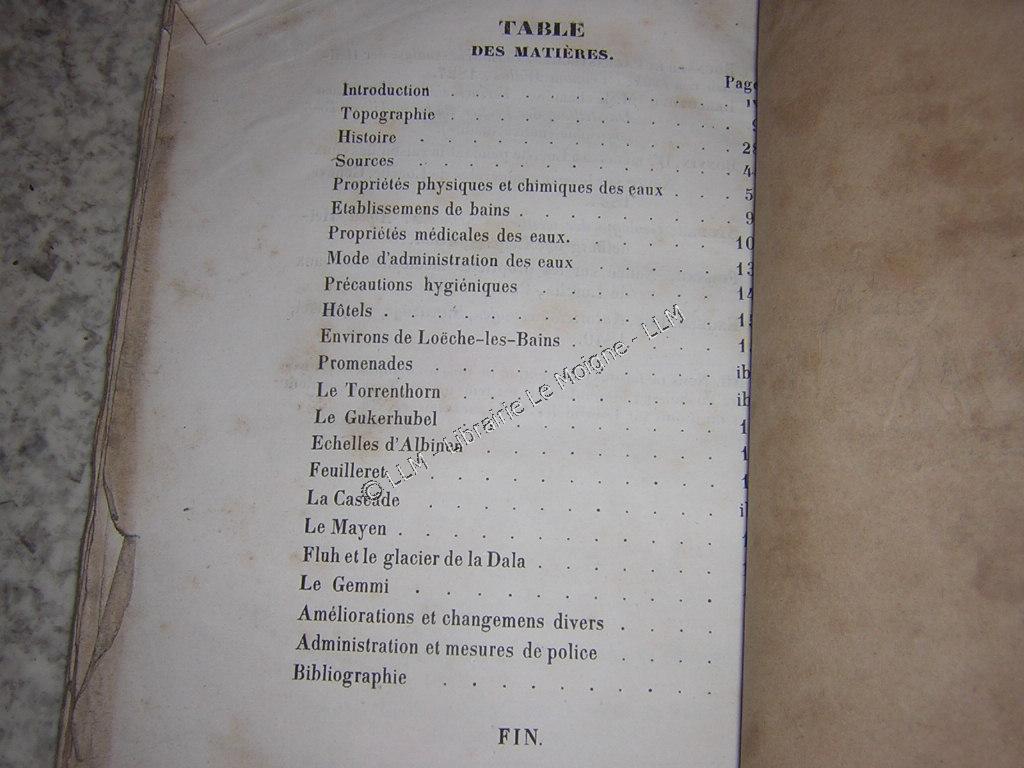 TABLE
DES MATIÈRES.
Introduction
Topographie
Histoire
Sources
Propriétés physiques et chimiques des eaux
Etablissemens de bains
Propriétés médicales des eaux.
Mode d'administration des eaux
Précautions hygiéniques
Hôtels
Environs de Loëche-les-Bains
Promenades
Le Torrenthorn
Le Gukerhubel
Echelles d'Albinen
Feuilleret
La Cascade
Le Mayen
Fluh et le glacier de la Dala
Le Gemmi
Améliorations et changemens divers
Administration et mesures de police
Bibliographie
FIN.
© LLM - Librairie Le Moigne - LLM